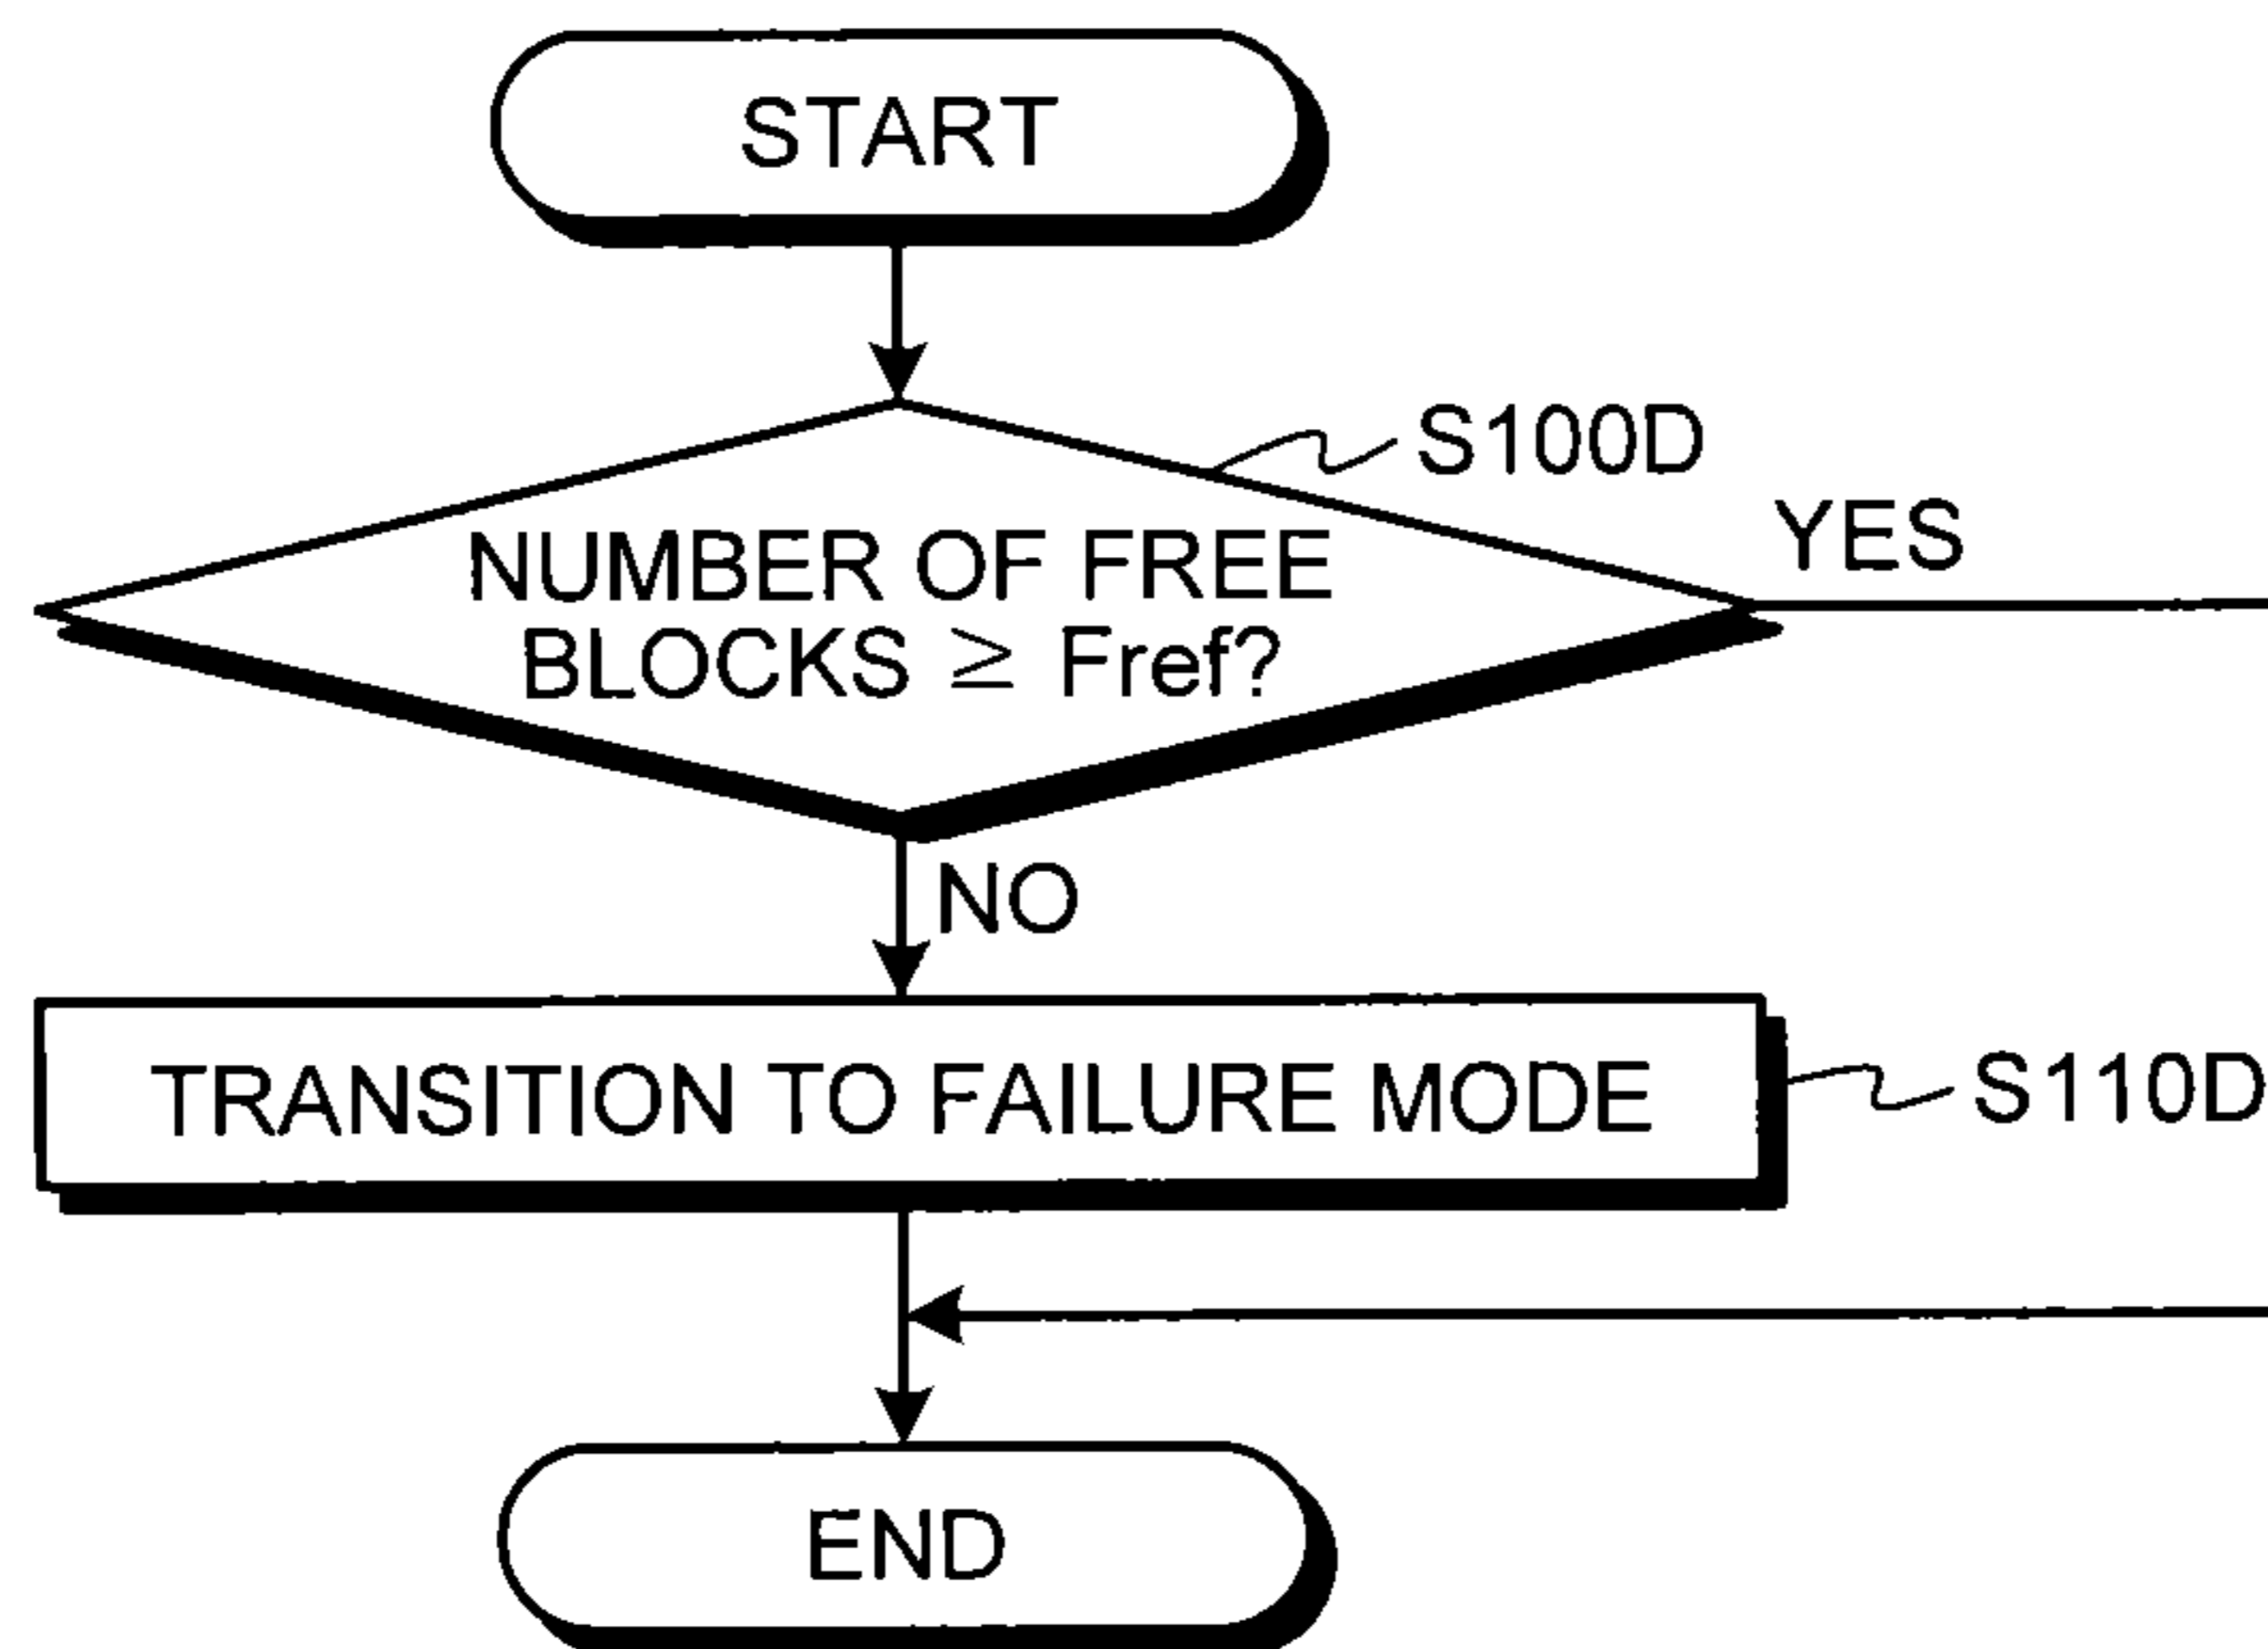 START
S100D
YES
NUMBER OF FREE
BLOCKS ≥ Fref?
NO
TRANSITION TO FAILURE MODE
S110D
END